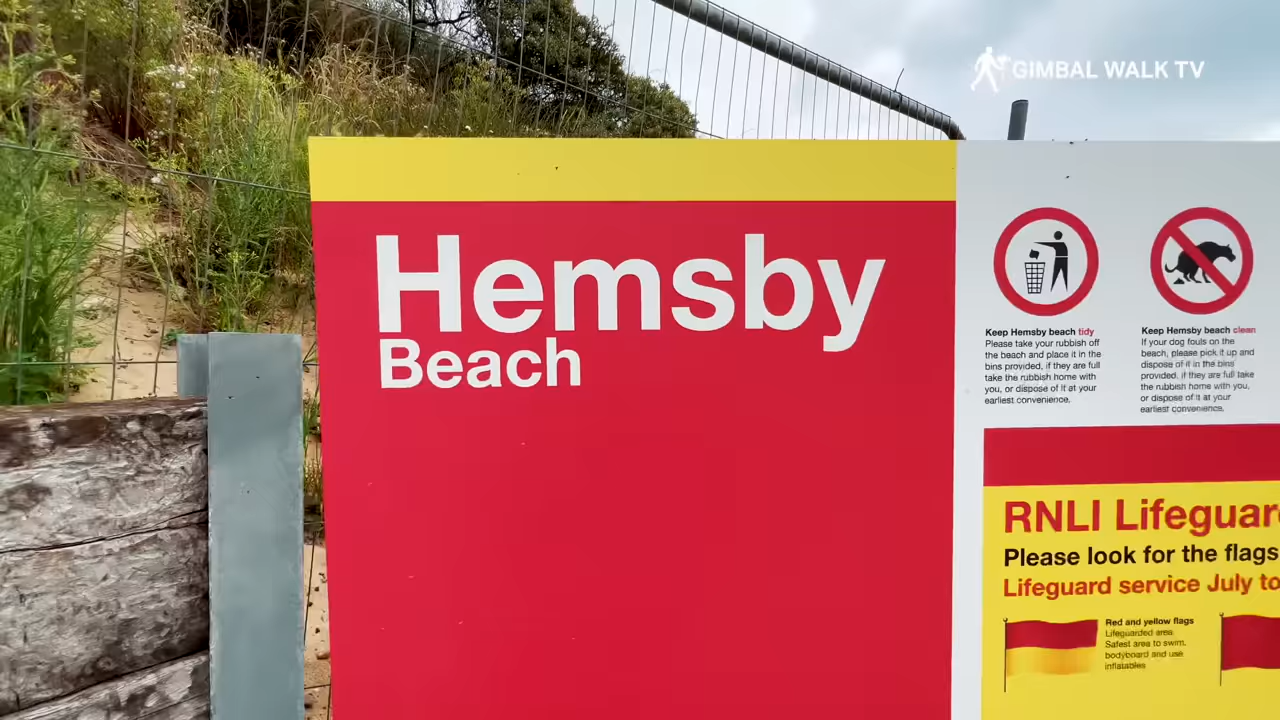 GIMBAL WALK TV
Hemsby
Beach
Keep Hemsby beach tidy
Please take your rubbish off
the beach and place it in the
bins provided, if they are full
take the rubbish home with
you, or dispose of it at your
earliest convenience.
Keep Hemsby beach clean
If your dog fouls on the
beach, please pick it up and
dispose of it in the bins
provided, if they are full take
the rubbish home with you,
or dispose of it at your
earliest convenience.
RNLI Lifeguar
Please look for the flags
Lifeguard service July to
Red and yellow flags
Lifeguarded area
Safest area to swim,
bodyboard and use
inflatables